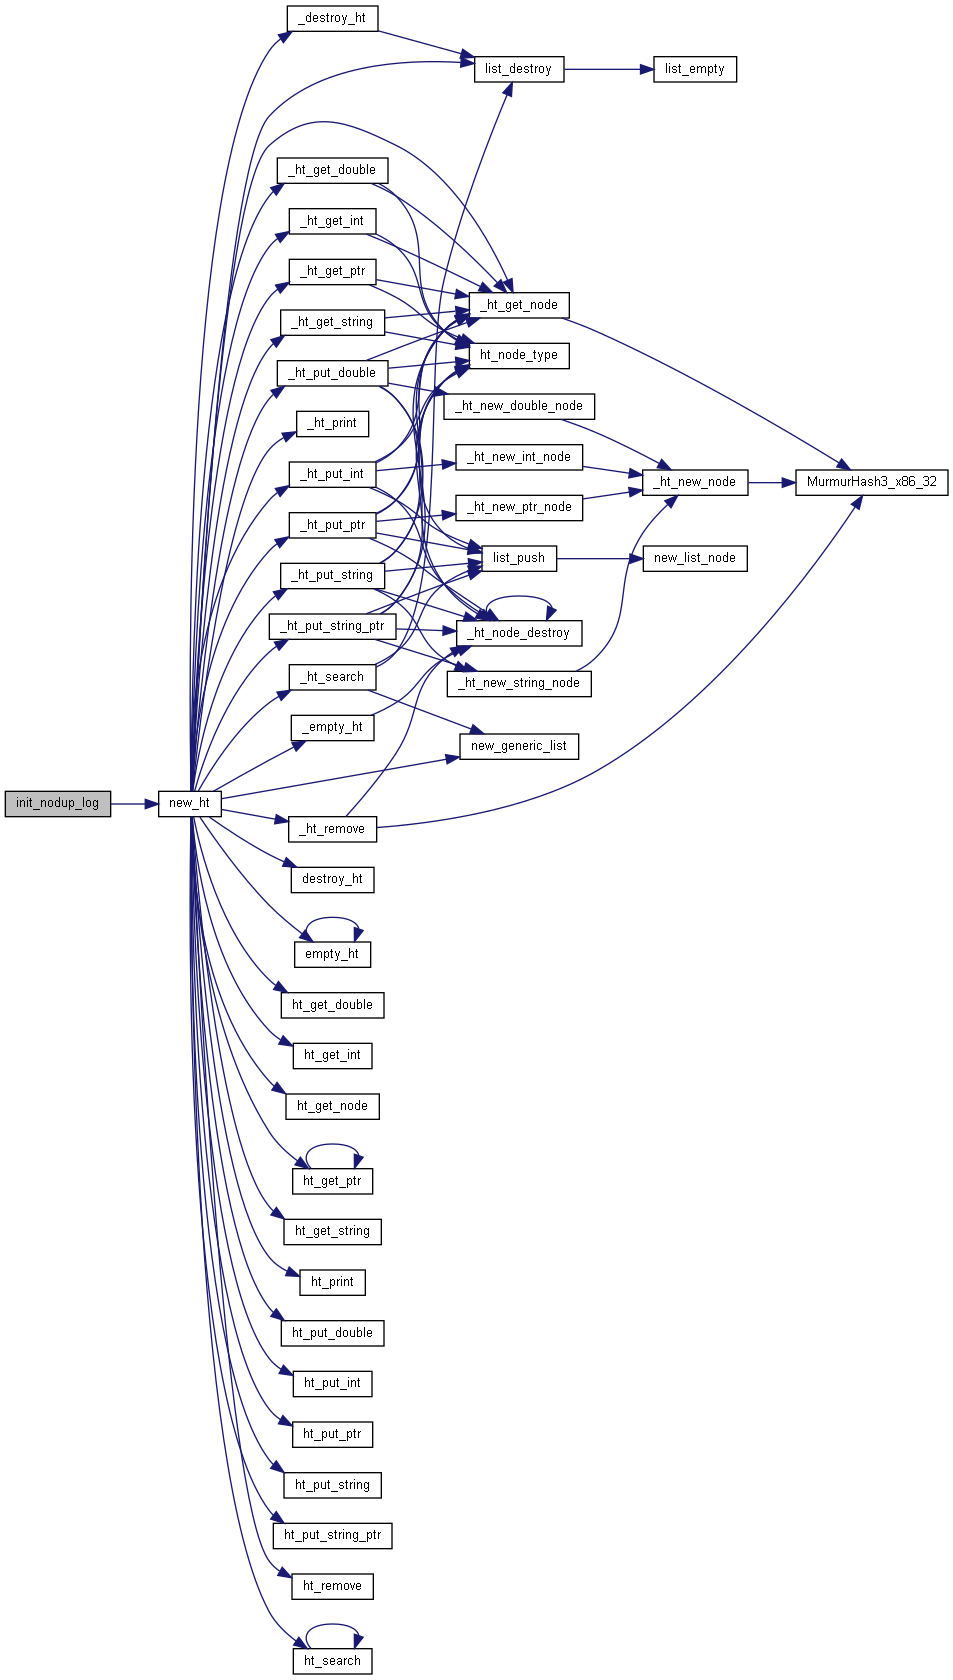 _destroy_ht
list_destroy
list_empty
_ht_get_double
_ht_get_int
_ht_get_ptr
_ht_get_node
_ht_get_string
ht_node_type
_ht_put_double
_ht_new_double_node
_ht_print
_ht_new_int_node
_ht_put_int
_ht_new_node
MurmurHash3_x86_32
_ht_new_ptr_node
_ht_put_ptr
list_push
new_list_node
_ht_put_string
_ht_put_string_ptr
_ht_node_destroy
_ht_search
_ht_new_string_node
_empty_ht
new_generic_list
init_nodup_log
new_ht
_ht_remove
destroy_ht
empty_ht
ht_get_double
ht_get_int
ht_get_node
ht_get_ptr
ht_get_string
ht_print
ht_put_double
ht_put_int
ht_put_ptr
ht_put_string
ht_put_string_ptr
ht_remove
ht_search